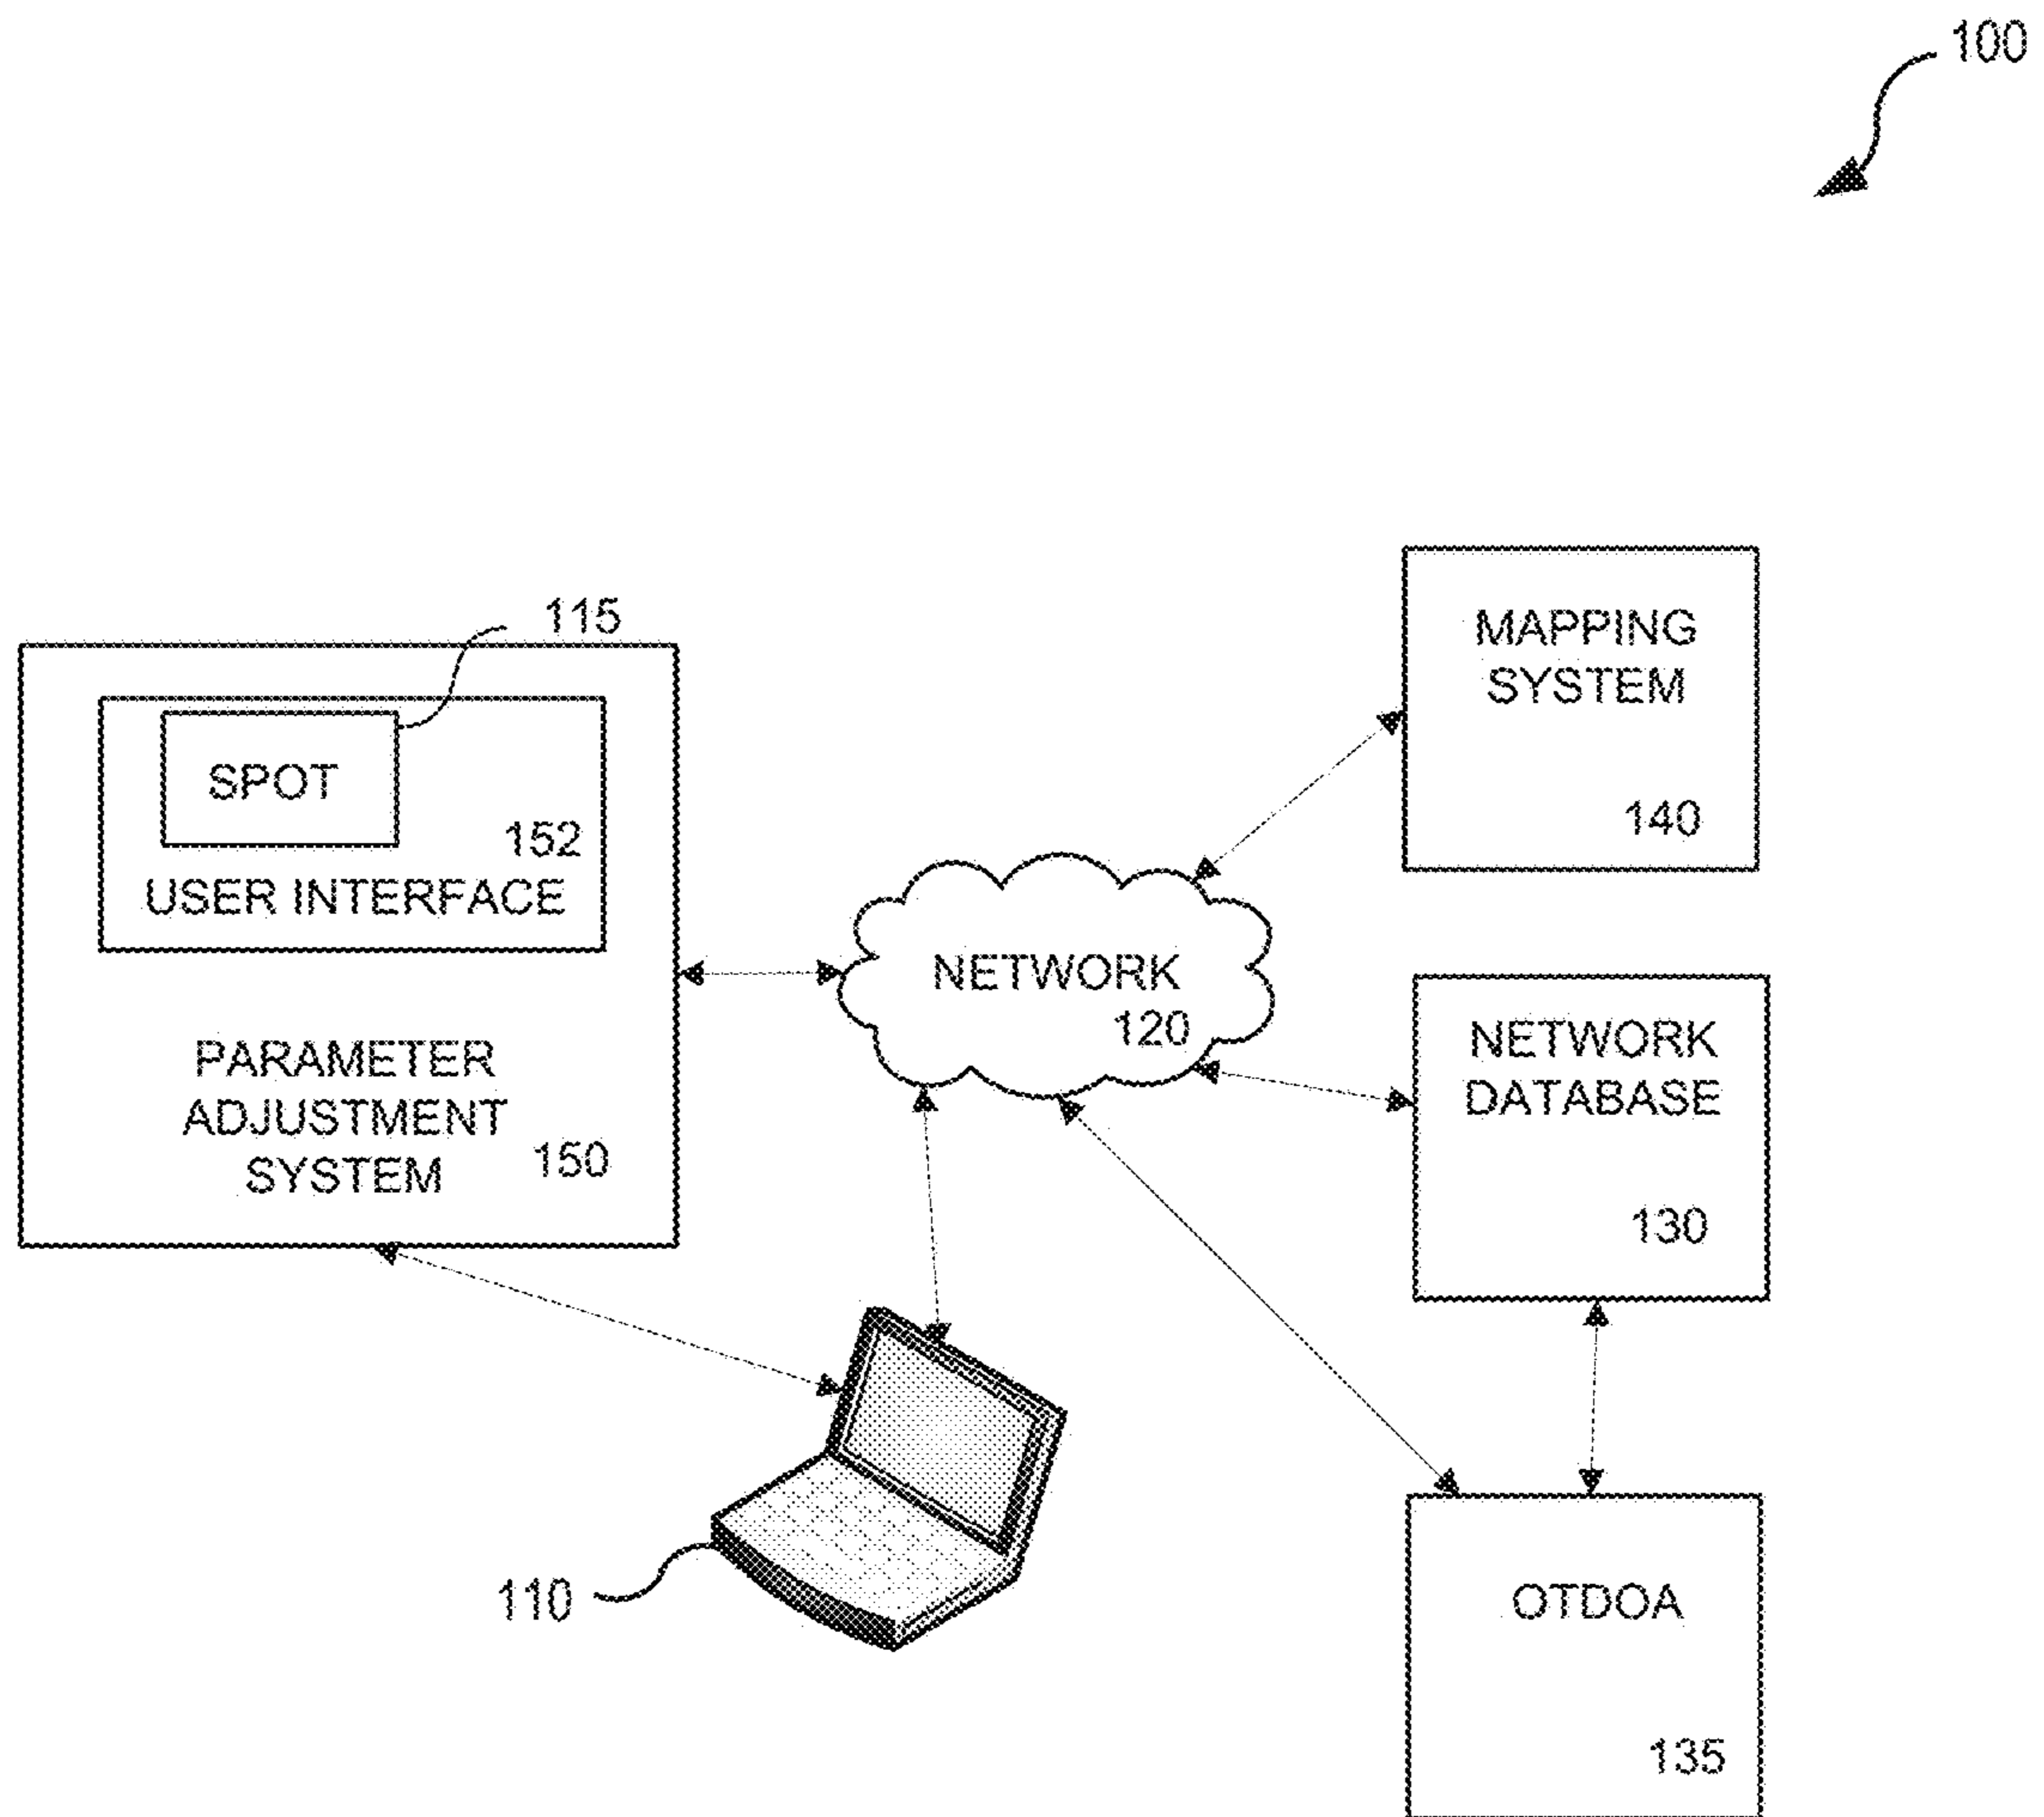 100
115
SPOT
152
USER INTERFACE
PARAMETER
ADJUSTMENT
SYSTEM
150
NETWORK
120
MAPPING
SYSTEM
140
NETWORK
DATABASE
130
110
OTDOA
135